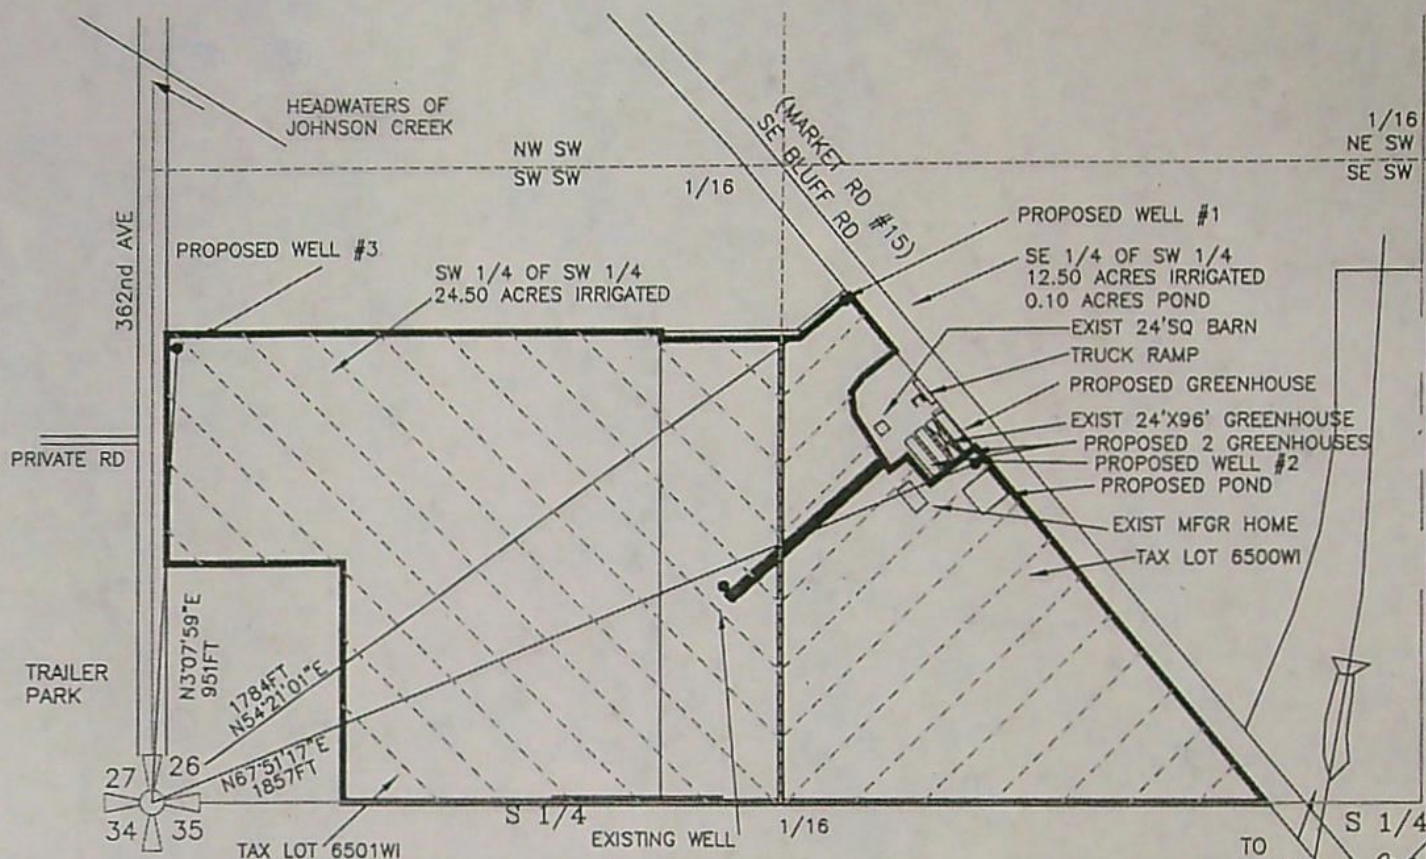 HEADWATERS OF
JOHNSON CREEK
NW SW
SW SW
1/16
(MARKET RD #15)
SE BLUFF RD
1/16
NE SW
SE SW
362nd AVE
PROPOSED WELL #3
SW 1/4 OF SW 1/4
24.50 ACRES IRRIGATED
PROPOSED WELL #1
SE 1/4 OF SW 1/4
12.50 ACRES IRRIGATED
0.10 ACRES POND
EXIST 24'SQ BARN
TRUCK RAMP
PROPOSED GREENHOUSE
EXIST 24'X96' GREENHOUSE
PROPOSED 2 GREENHOUSES
PROPOSED WELL #2
PROPOSED POND
EXIST MFGR HOME
TAX LOT 6500WI
PRIVATE RD
TRAILER
PARK
N3°07'59"E
951FT
1784FT
N54°21'01"E
N67°51'17"E
1857FT
27 26
34 35
TAX LOT 6501WI
S 1/4
EXISTING WELL
1/16
TO
S 1/4